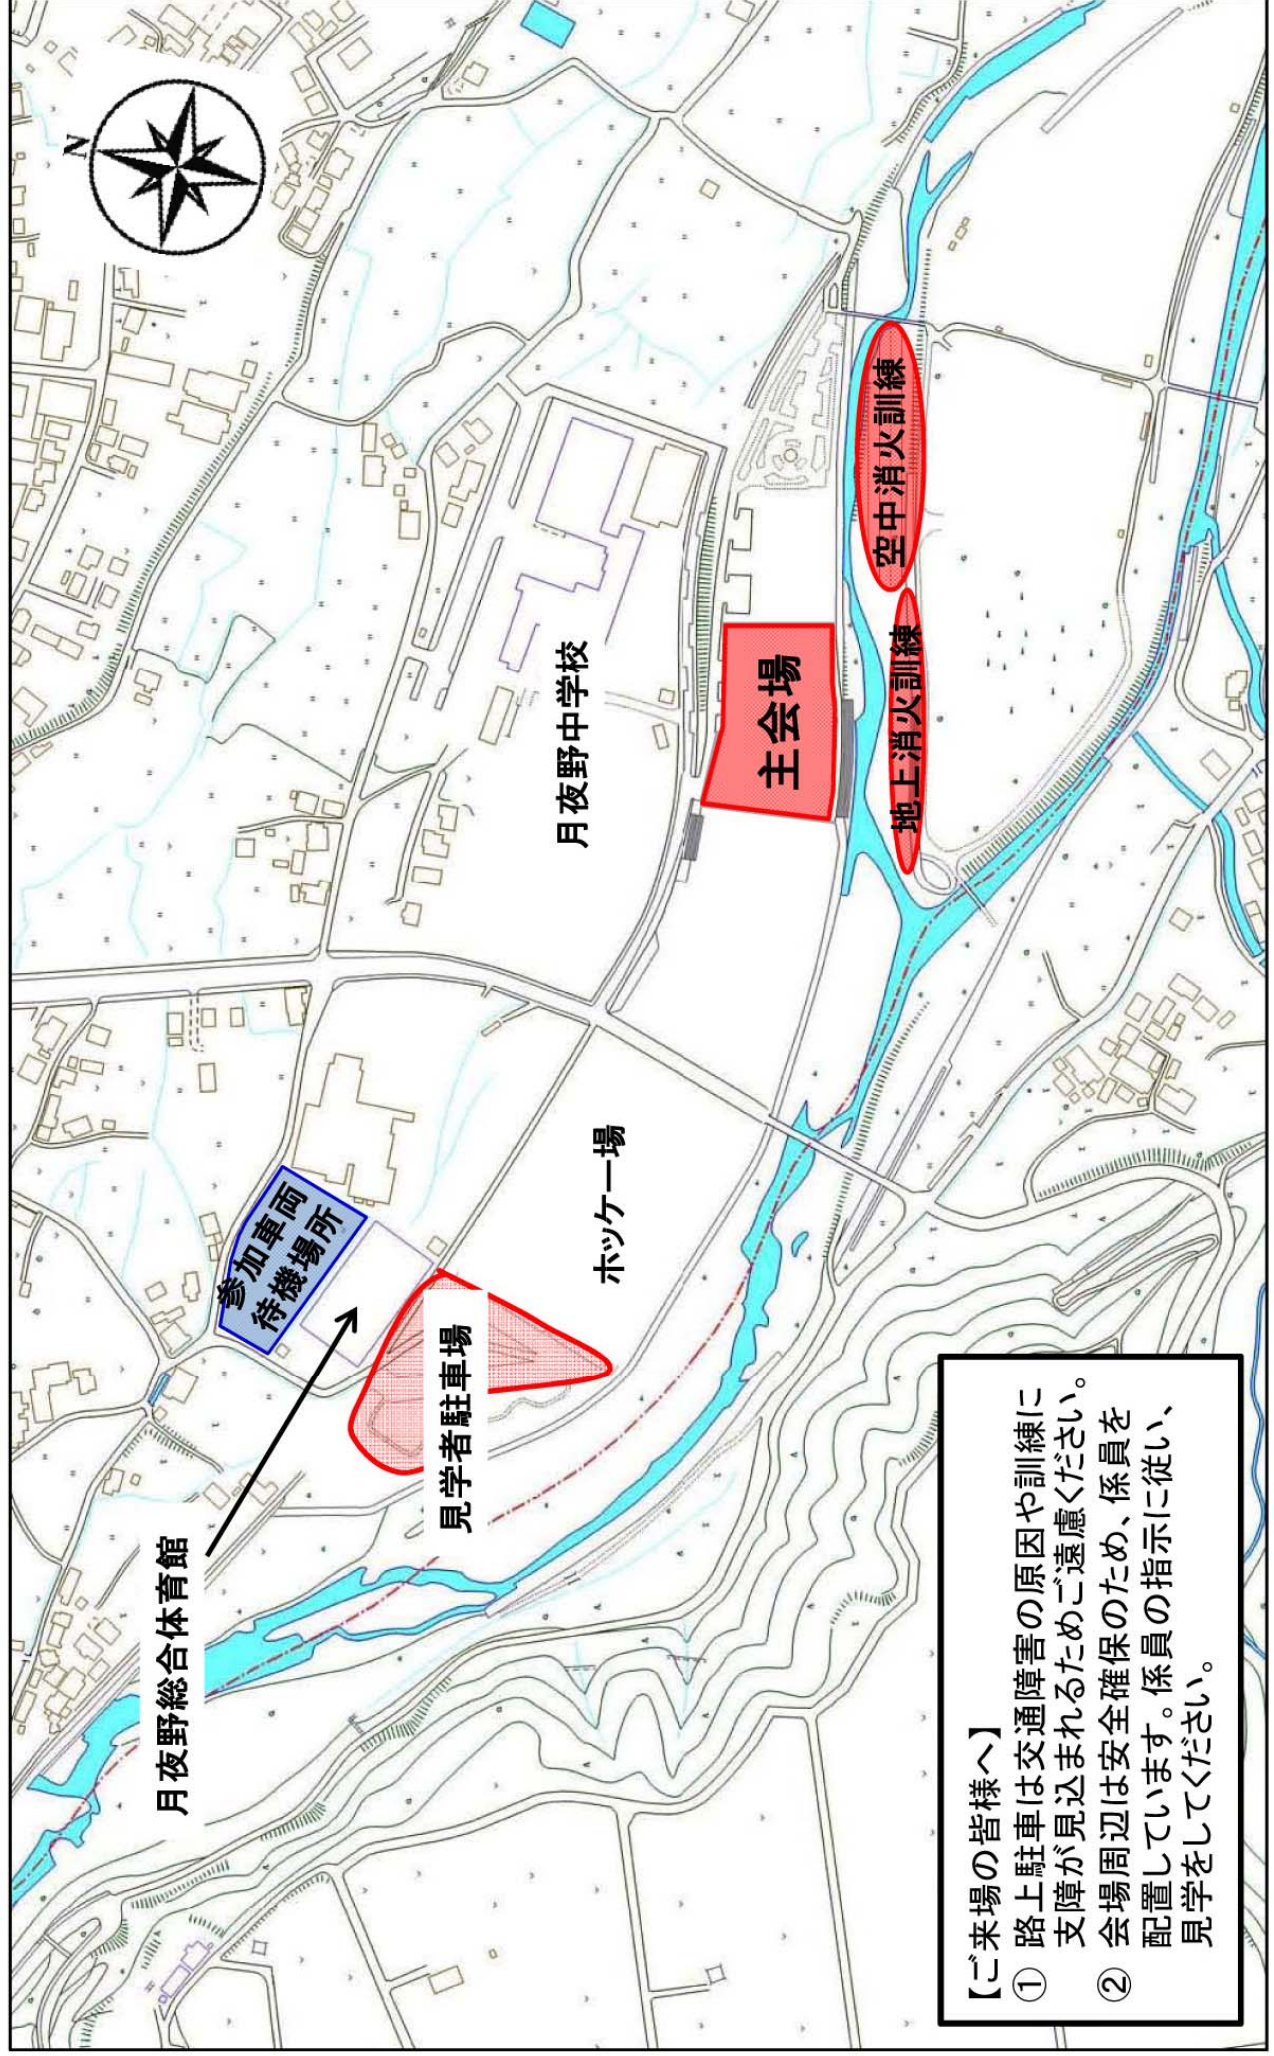 N
参加車両
待機場所
月夜野総合体育館
見学者駐車場
ホッケー場
月夜野中学校
主会場
地上消火訓練
空中消火訓練
【ご来場の皆様へ】
① 路上駐車は交通障害の原因や訓練に
支障が見込まれるためご遠慮ください。
② 会場周辺は安全確保のため、係員を
配置しています。係員の指示に従い、
見学をしてください。